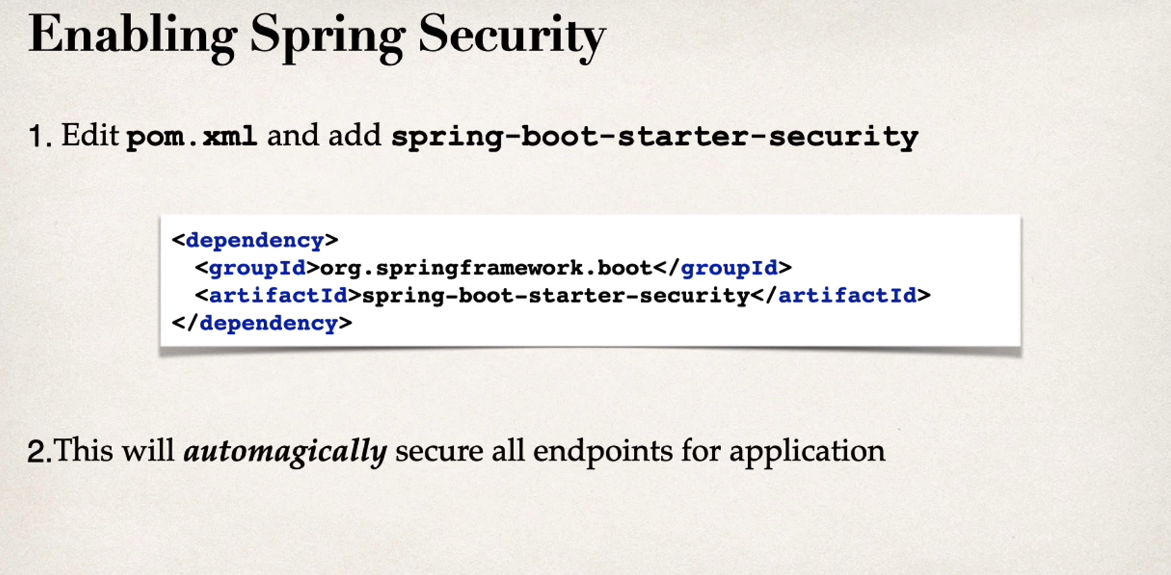 Enabling Spring Security
1. Edit pom.xml and add spring-boot-starter-security
<dependency>
  <groupId>org.springframework.boot</groupId>
  <artifactId>spring-boot-starter-security</artifactId>
</dependency>
2.This will automagically secure all endpoints for application